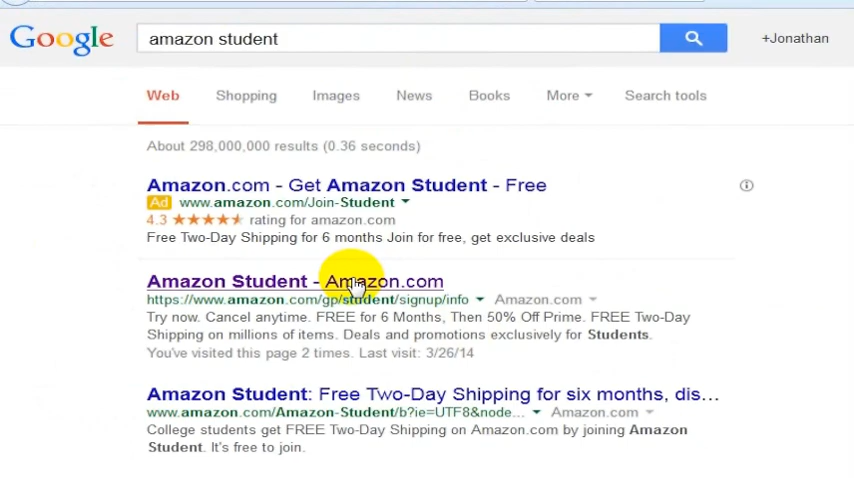 Google
amazon student
+Jonathan
Web Shopping Images News Books More Search tools
About 298,000,000 results (0.36 seconds)
Amazon.com - Get Amazon Student - Free
Ad www.amazon.com/Join-Student
4.3 ★★★★★ rating for amazon.com
Free Two-Day Shipping for 6 months Join for free, get exclusive deals
Amazon Student - Amazon.com
https://www.amazon.com/gp/student/signup/info Amazon.com
Try now. Cancel anytime. FREE for 6 Months, Then 50% Off Prime. FREE Two-Day
Shipping on millions of items. Deals and promotions exclusively for Students.
You've visited this page 2 times. Last visit: 3/26/14
Amazon Student: Free Two-Day Shipping for six months, dis...
www.amazon.com/Amazon-Student/b?ie=UTF8&node... Amazon.com
College students get FREE Two-Day Shipping on Amazon.com by joining Amazon
Student. It's free to join.